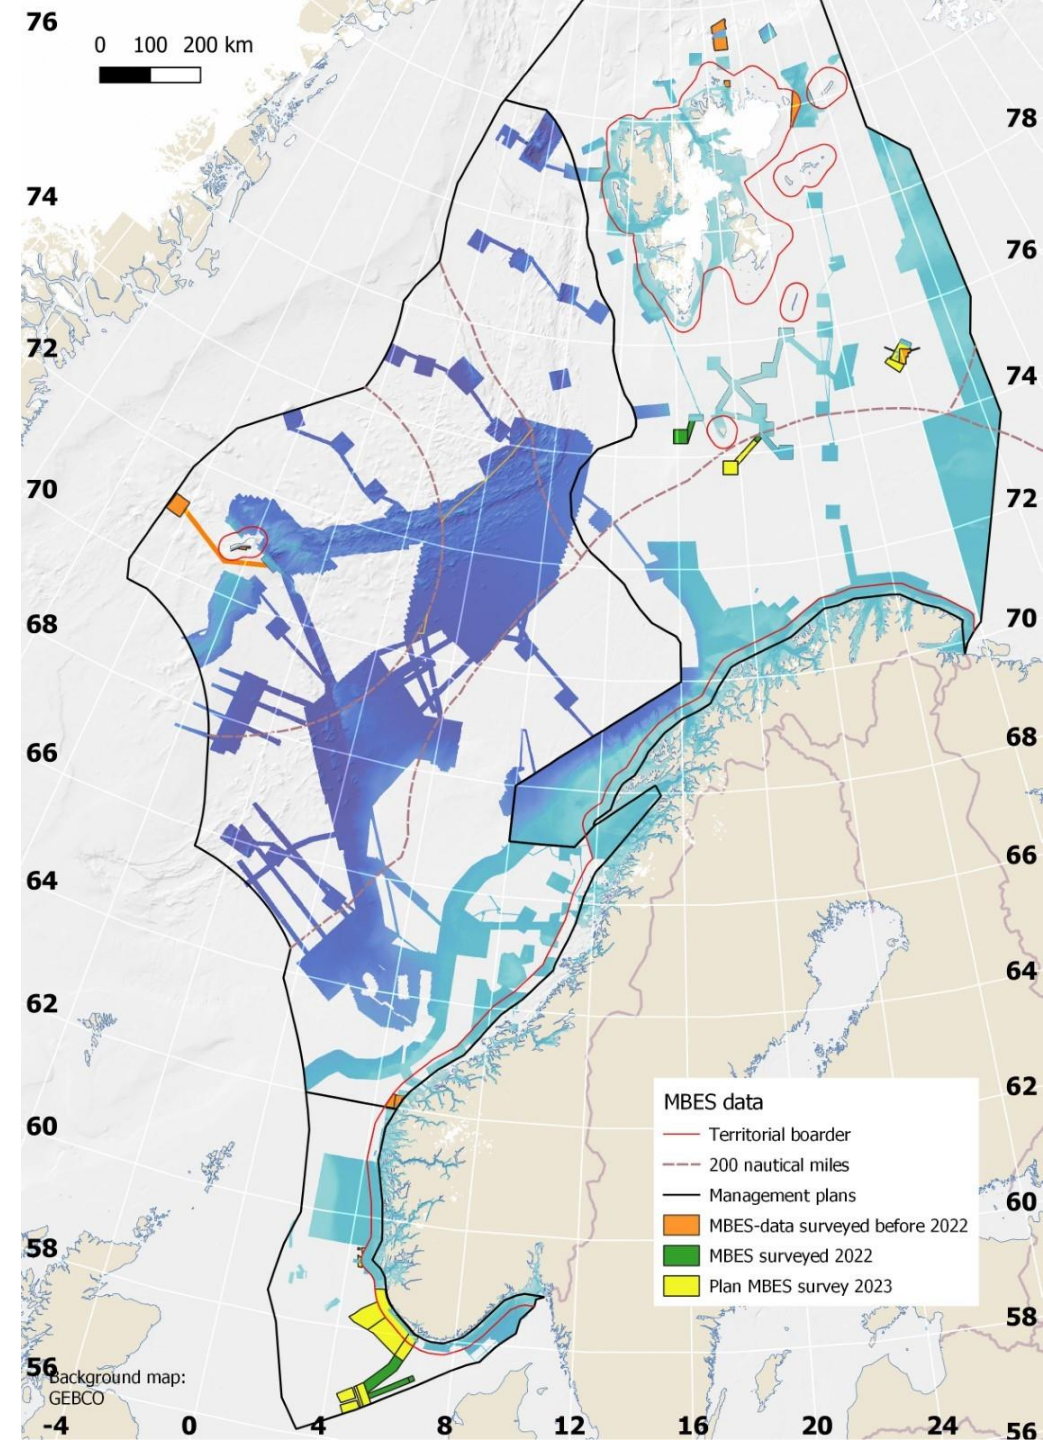 76
0 100 200 km
78
74
76
72
74
70
72
68
70
66
68
64
66
62
64
MBES data
Territorial boarder
200 nautical miles
Management plans
MBES-data surveyed before 2022
MBES surveyed 2022
Plan MBES survey 2023
62
60
60
58
58
56
Background map:
GEBCO
-4 0 4 8 12 16 20 24 56